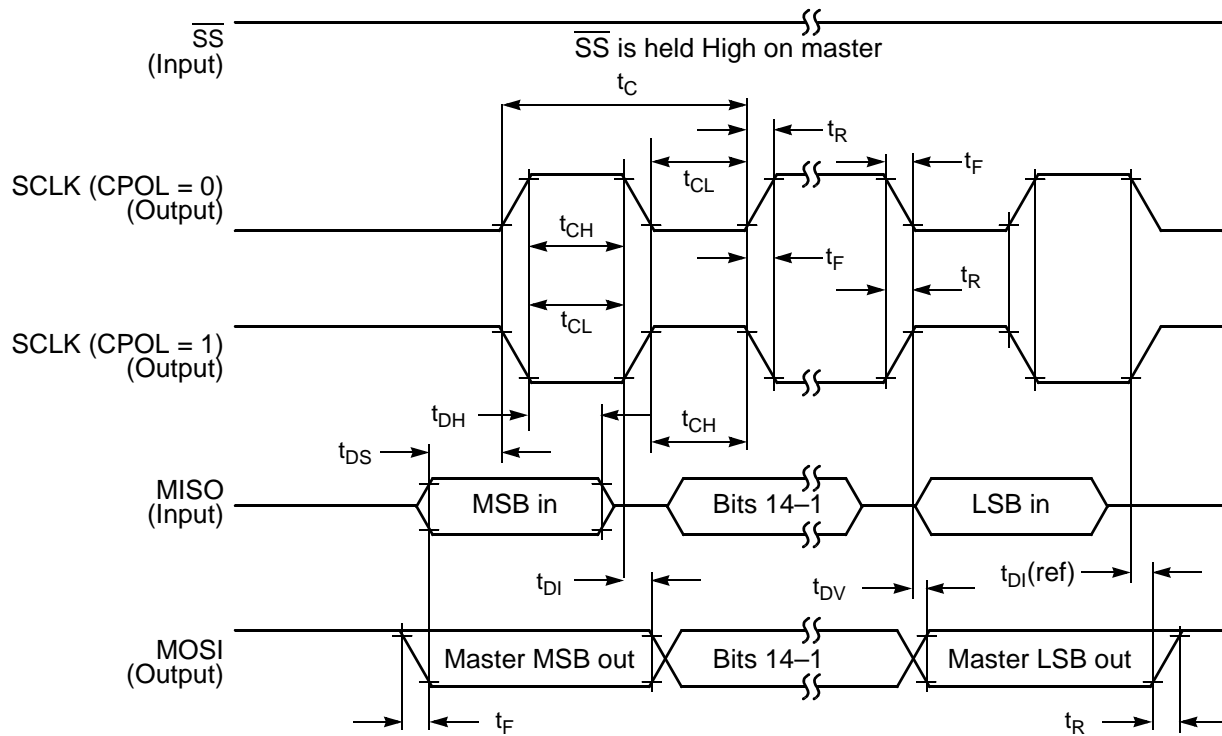 SS
(Input)
SS is held High on master
tC
tR
tF
SCLK (CPOL = 0)
(Output)
tCL
tCH
tF
tR
tCL
SCLK (CPOL = 1)
(Output)
tDH
tCH
tDS
MISO
(Input)
MSB in
Bits 14–1
LSB in
tDI
tDV
tDI(ref)
MOSI
(Output)
Master MSB out
Bits 14–1
Master LSB out
tF
tR